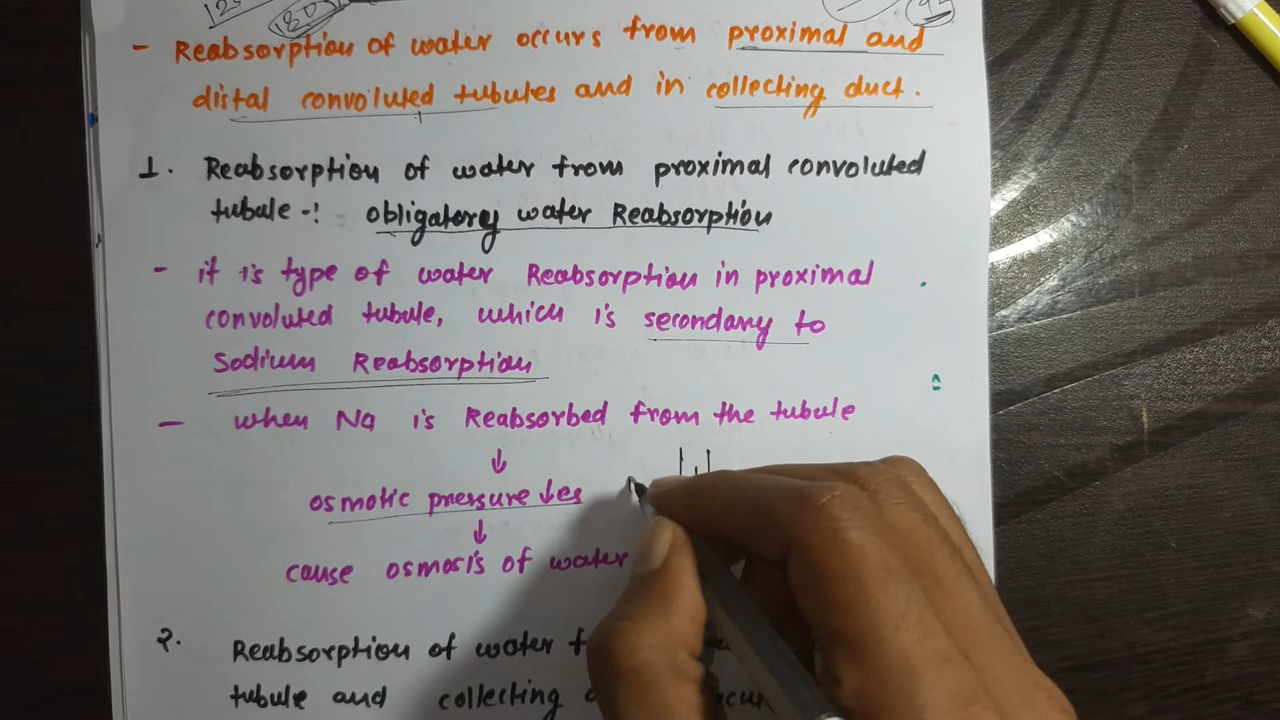 - Reabsorption of water occurs from proximal and
distal convoluted tubules and in collecting duct.
1. Reabsorption of water from proximal convoluted
tubule -: obligatory water Reabsorption
- it is type of water Reabsorption in proximal
convoluted tubule, which is secondary to
Sodium Reabsorption
- when Na is Reabsorbed from the tubule
↓
osmotic pressure ↓es
↓
cause osmosis of water
2. Reabsorption of water
tubule and collecting